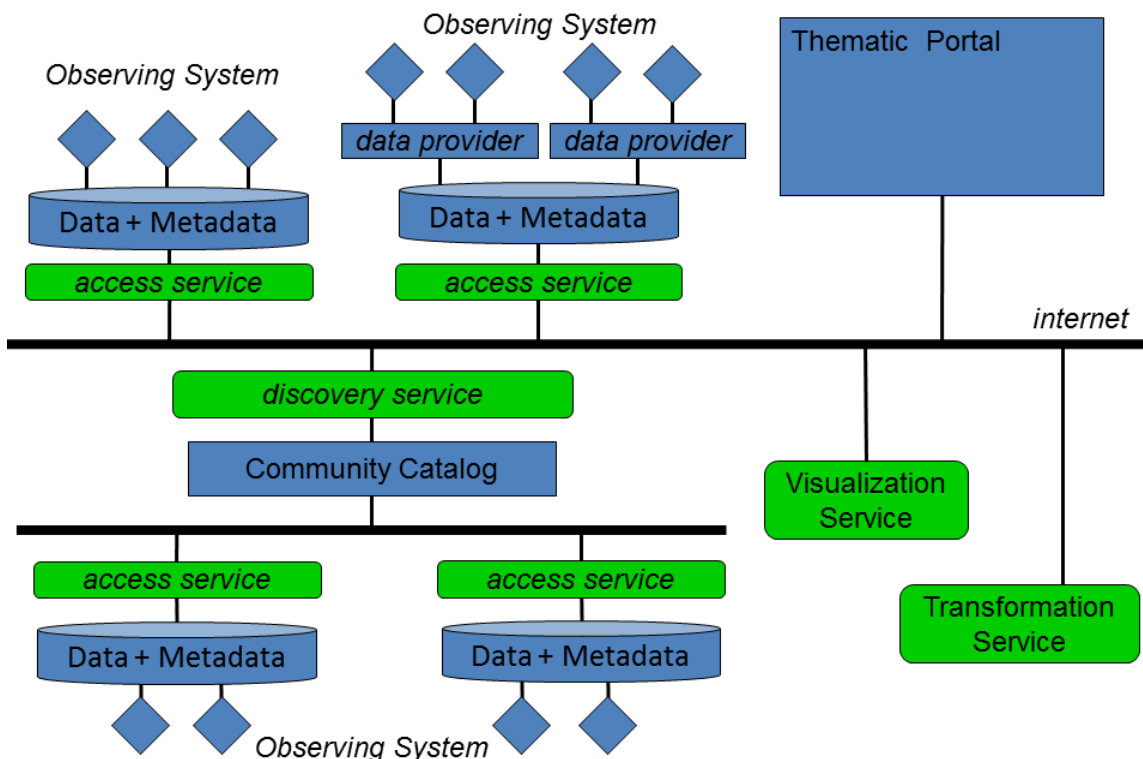 Observing System
Observing System
Thematic Portal
data provider
data provider
Data + Metadata
Data + Metadata
access service
access service
internet
discovery service
Community Catalog
Visualization
Service
access service
access service
Transformation
Service
Data + Metadata
Data + Metadata
Observing System